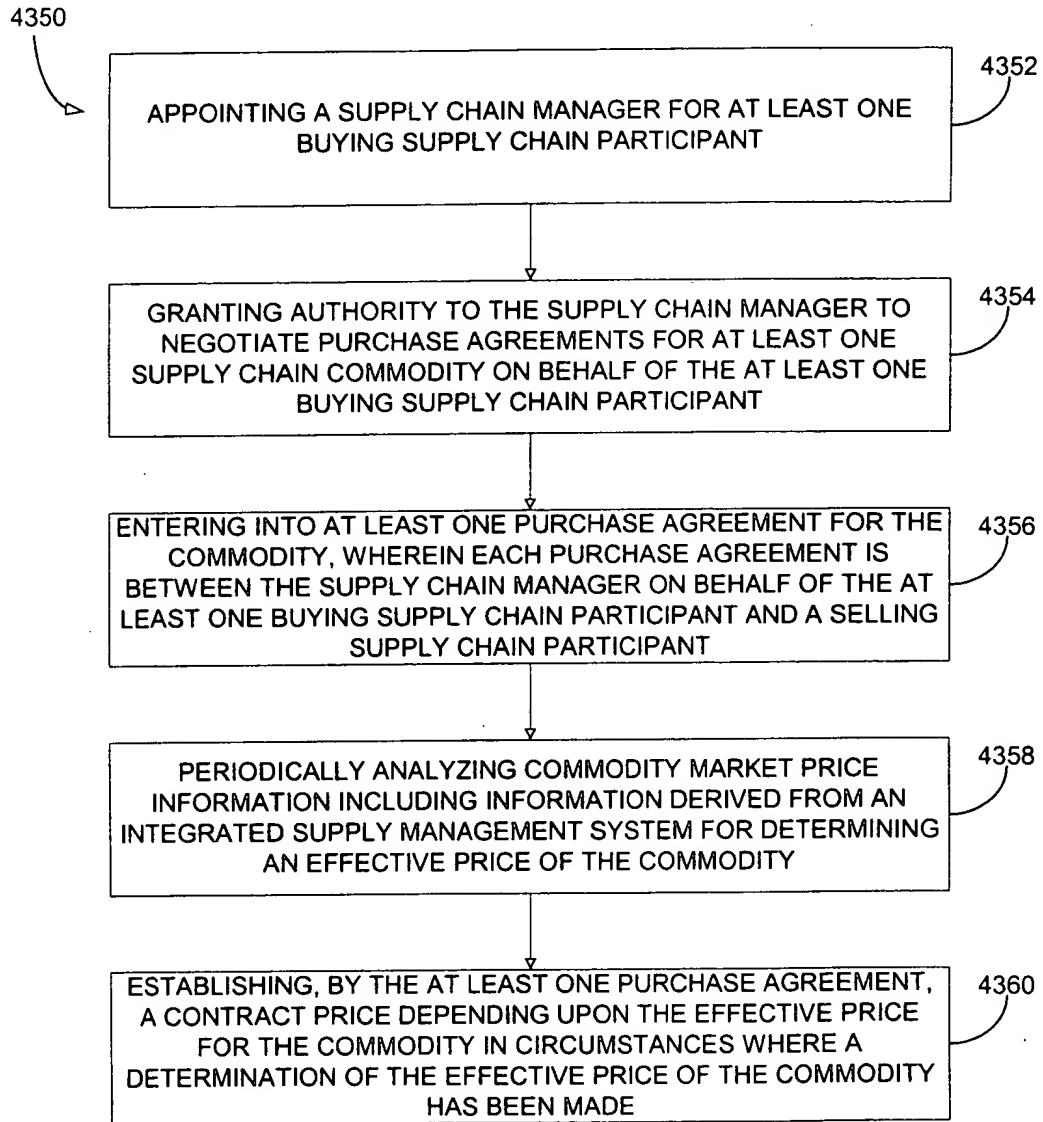 4350
4352
APPOINTING A SUPPLY CHAIN MANAGER FOR AT LEAST ONE
BUYING SUPPLY CHAIN PARTICIPANT
4354
GRANTING AUTHORITY TO THE SUPPLY CHAIN MANAGER TO
NEGOTIATE PURCHASE AGREEMENTS FOR AT LEAST ONE
SUPPLY CHAIN COMMODITY ON BEHALF OF THE AT LEAST ONE
BUYING SUPPLY CHAIN PARTICIPANT
4356
ENTERING INTO AT LEAST ONE PURCHASE AGREEMENT FOR THE
COMMODITY, WHEREIN EACH PURCHASE AGREEMENT IS
BETWEEN THE SUPPLY CHAIN MANAGER ON BEHALF OF THE AT
LEAST ONE BUYING SUPPLY CHAIN PARTICIPANT AND A SELLING
SUPPLY CHAIN PARTICIPANT
4358
PERIODICALLY ANALYZING COMMODITY MARKET PRICE
INFORMATION INCLUDING INFORMATION DERIVED FROM AN
INTEGRATED SUPPLY MANAGEMENT SYSTEM FOR DETERMINING
AN EFFECTIVE PRICE OF THE COMMODITY
4360
ESTABLISHING, BY THE AT LEAST ONE PURCHASE AGREEMENT,
A CONTRACT PRICE DEPENDING UPON THE EFFECTIVE PRICE
FOR THE COMMODITY IN CIRCUMSTANCES WHERE A
DETERMINATION OF THE EFFECTIVE PRICE OF THE COMMODITY
HAS BEEN MADE